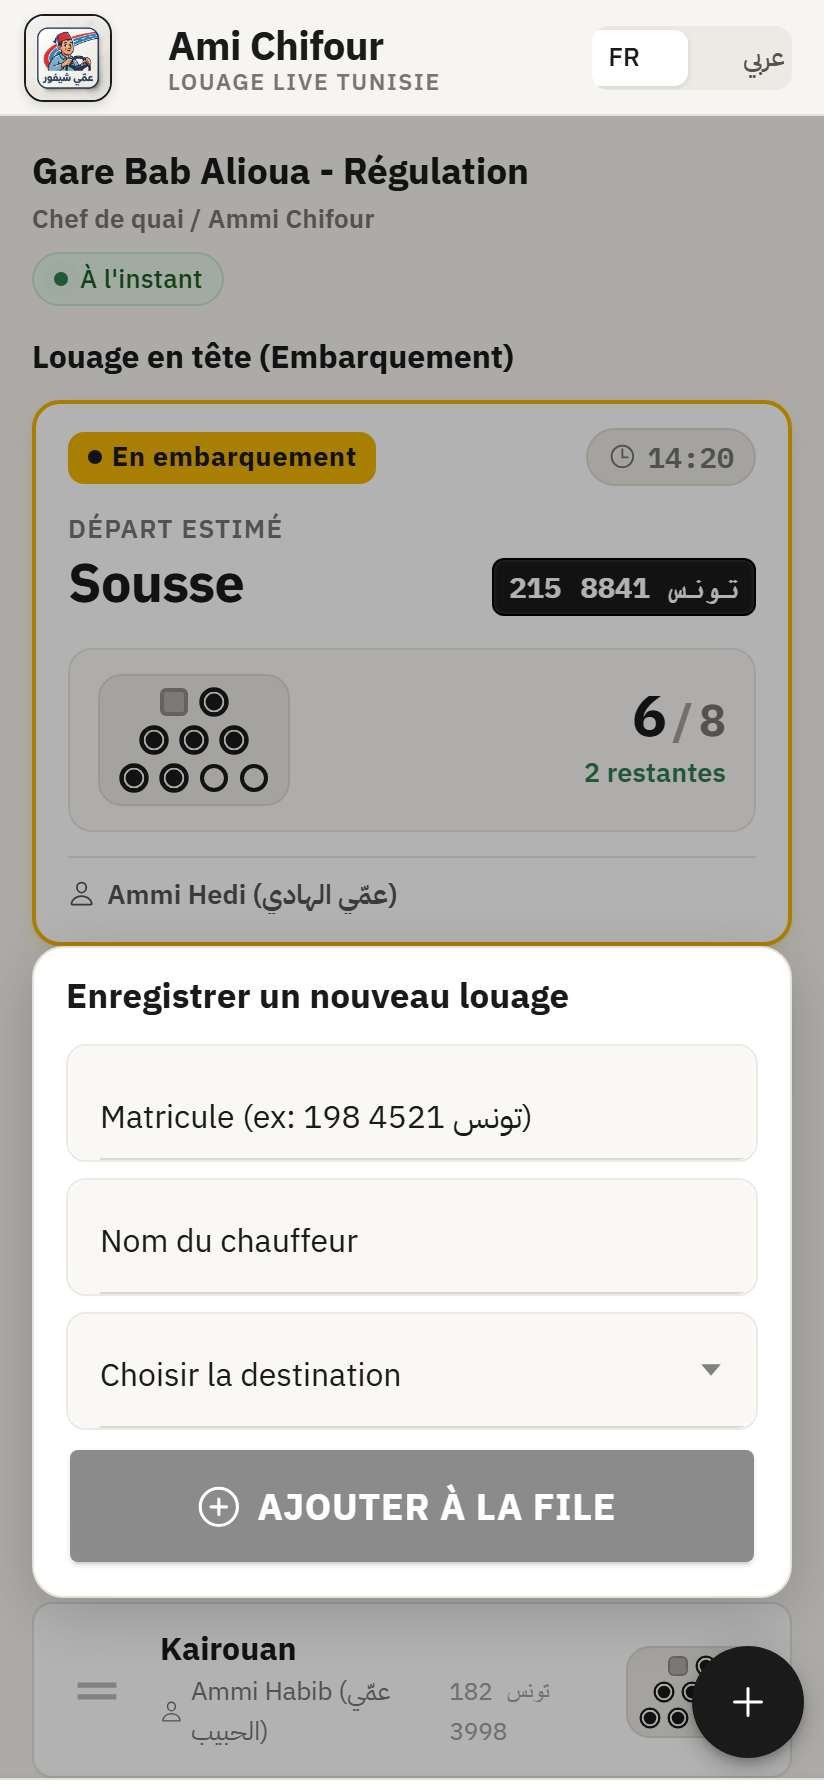 عمّي شيفور
Ami Chifour
LOUAGE LIVE TUNISIE
FR
عربي
Gare Bab Alioua - Régulation
Chef de quai / Ammi Chifour
À l'instant
Louage en tête (Embarquement)
En embarquement
14:20
DÉPART ESTIMÉ
Sousse
215 8841 تونس
6/8
2 restantes
Ammi Hedi (عمّي الهادي)
Enregistrer un nouveau louage
Matricule (ex: 198 4521 تونس)
Nom du chauffeur
Choisir la destination
AJOUTER À LA FILE
Kairouan
Ammi Habib (عمّي
الحبيب)
182 تونس
3998